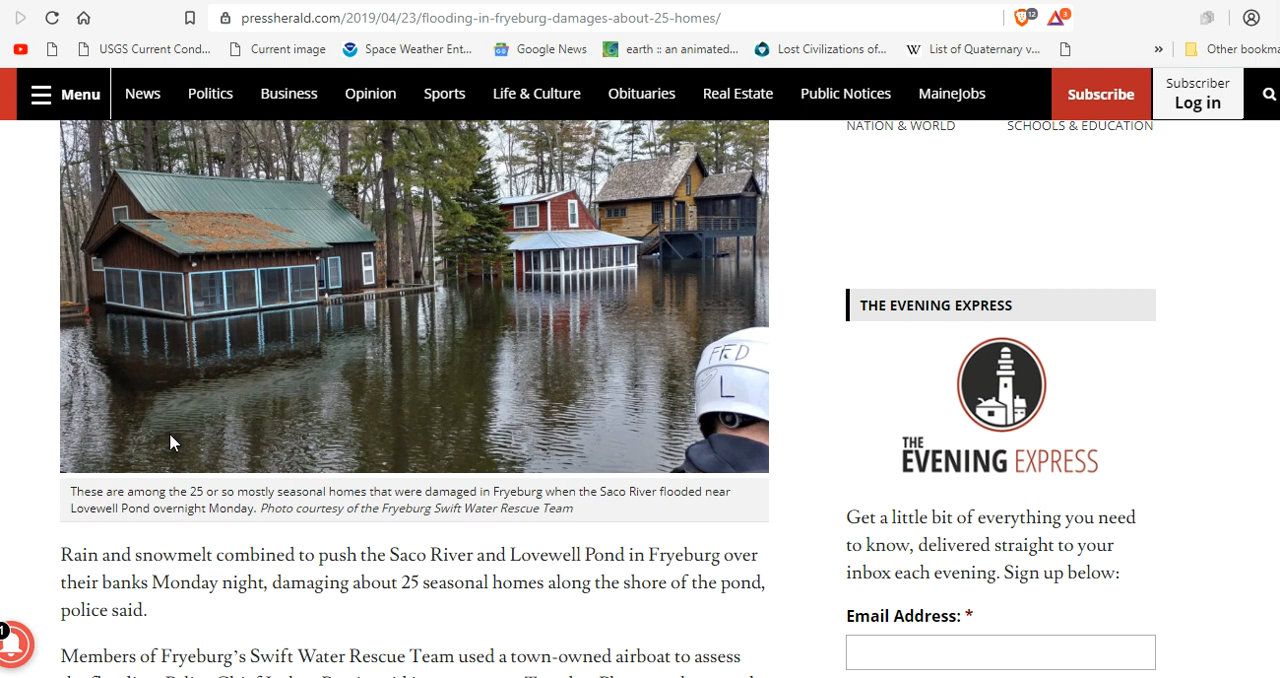 pressherald.com/2019/04/23/flooding-in-fryeburg-damages-about-25-homes/
12
3
USGS Current Cond...
Current image
Space Weather Ent...
Google News
earth :: an animated...
Lost Civilizations of...
W
List of Quaternary v...
»
Other bookma
Menu
News
Politics
Business
Opinion
Sports
Life & Culture
Obituaries
Real Estate
Public Notices
MaineJobs
Subscribe
Subscriber
Log in
NATION & WORLD
SCHOOLS & EDUCATION
FFD
L
These are among the 25 or so mostly seasonal homes that were damaged in Fryeburg when the Saco River flooded near
Lovewell Pond overnight Monday. Photo courtesy of the Fryeburg Swift Water Rescue Team
Rain and snowmelt combined to push the Saco River and Lovewell Pond in Fryeburg over
their banks Monday night, damaging about 25 seasonal homes along the shore of the pond,
police said.
1
Members of Fryeburg's Swift Water Rescue Team used a town-owned airboat to assess
THE EVENING EXPRESS
THE
EVENING EXPRESS
Get a little bit of everything you need
to know, delivered straight to your
inbox each evening. Sign up below:
Email Address: *